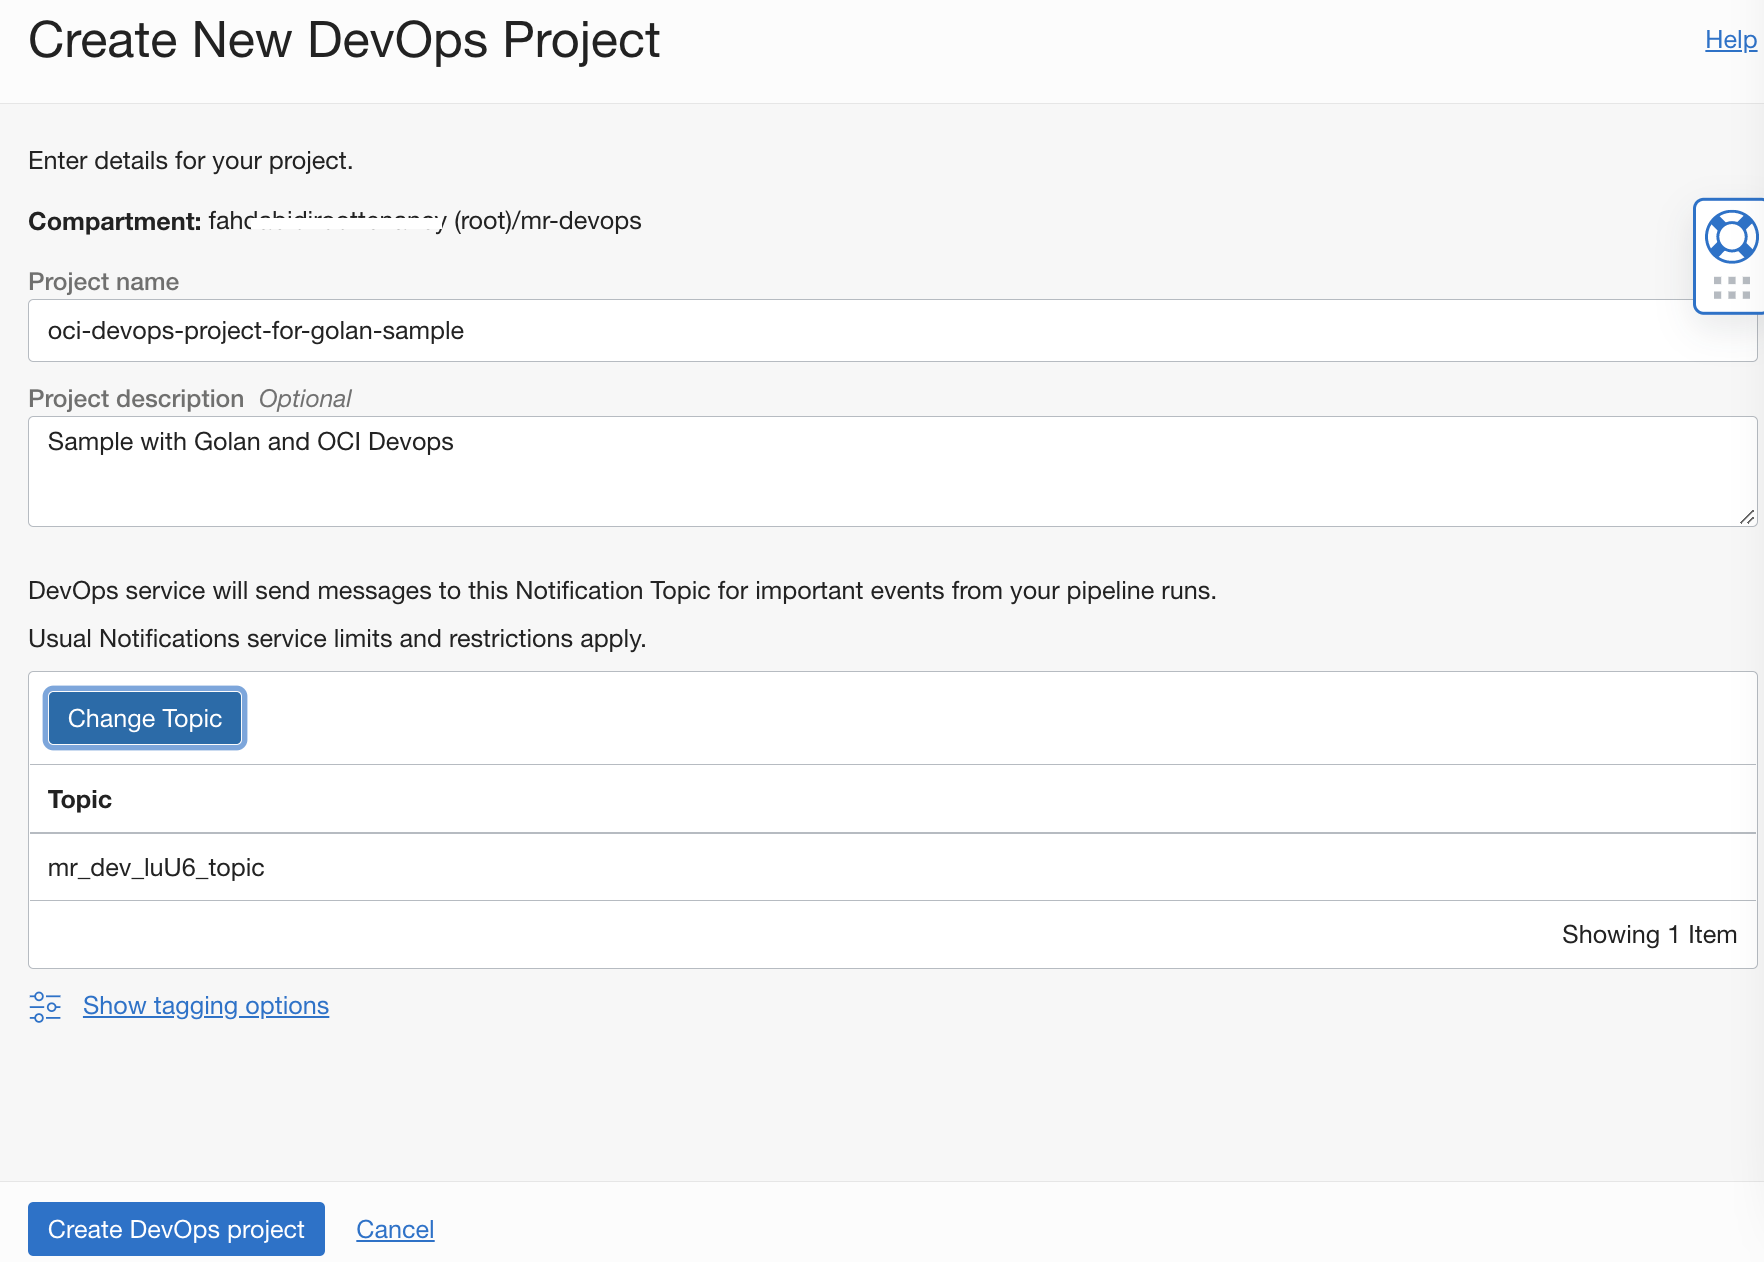 Create New DevOps Project
Help
Enter details for your project.
Compartment: (root)/mr-devops
Project name
oci-devops-project-for-golan-sample
Project description Optional
Sample with Golan and OCI Devops
DevOps service will send messages to this Notification Topic for important events from your pipeline runs.
Usual Notifications service limits and restrictions apply.
Change Topic
Topic
mr_dev_luU6_topic
Showing 1 Item
Show tagging options
Create DevOps project
Cancel